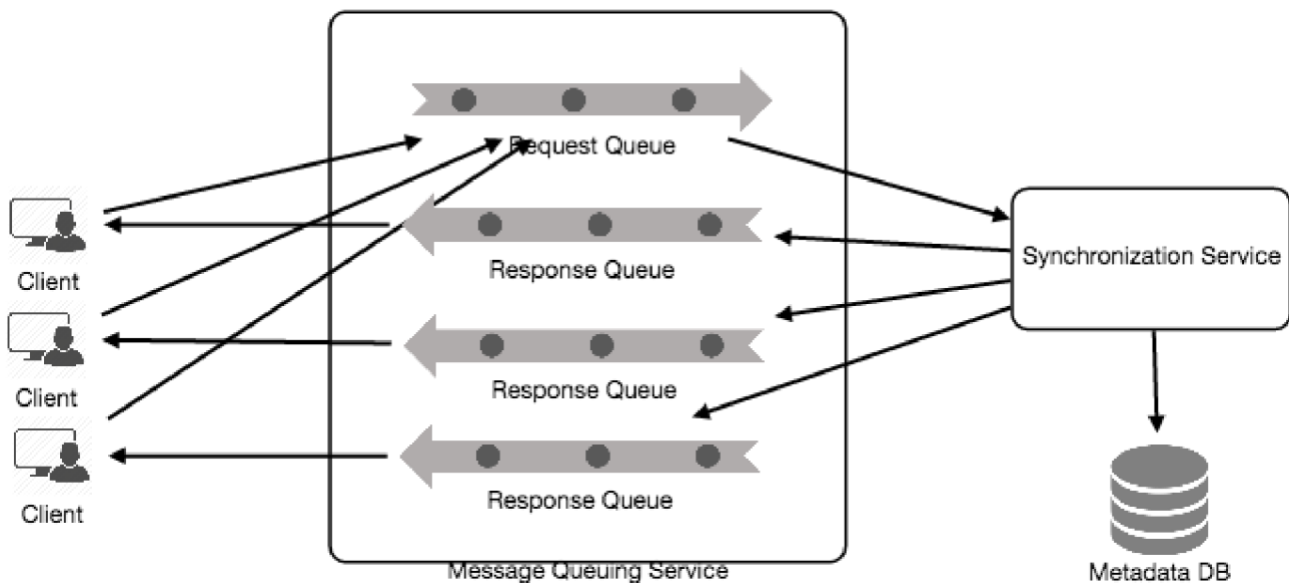 Request Queue
Response Queue
Synchronization Service
Client
Response Queue
Client
Response Queue
Client
Message Queuing Service
Metadata DB